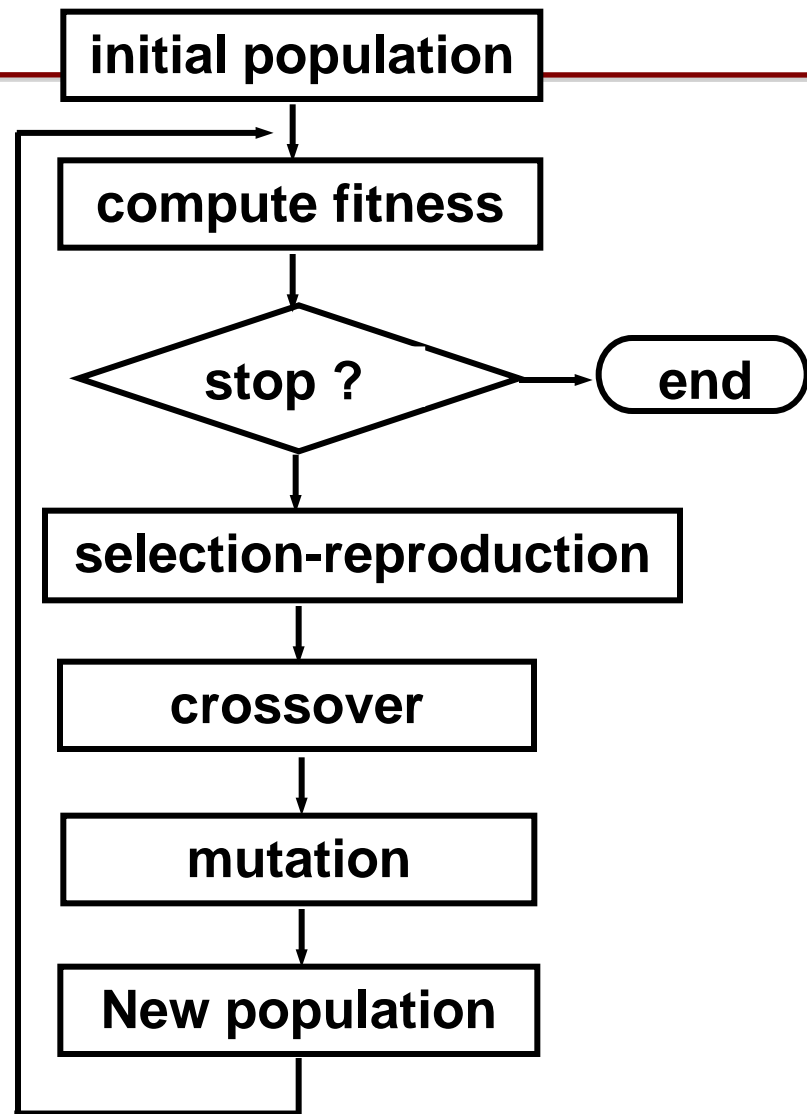 initial population
compute fitness
stop ?
end
selection-reproduction
crossover
mutation
New population